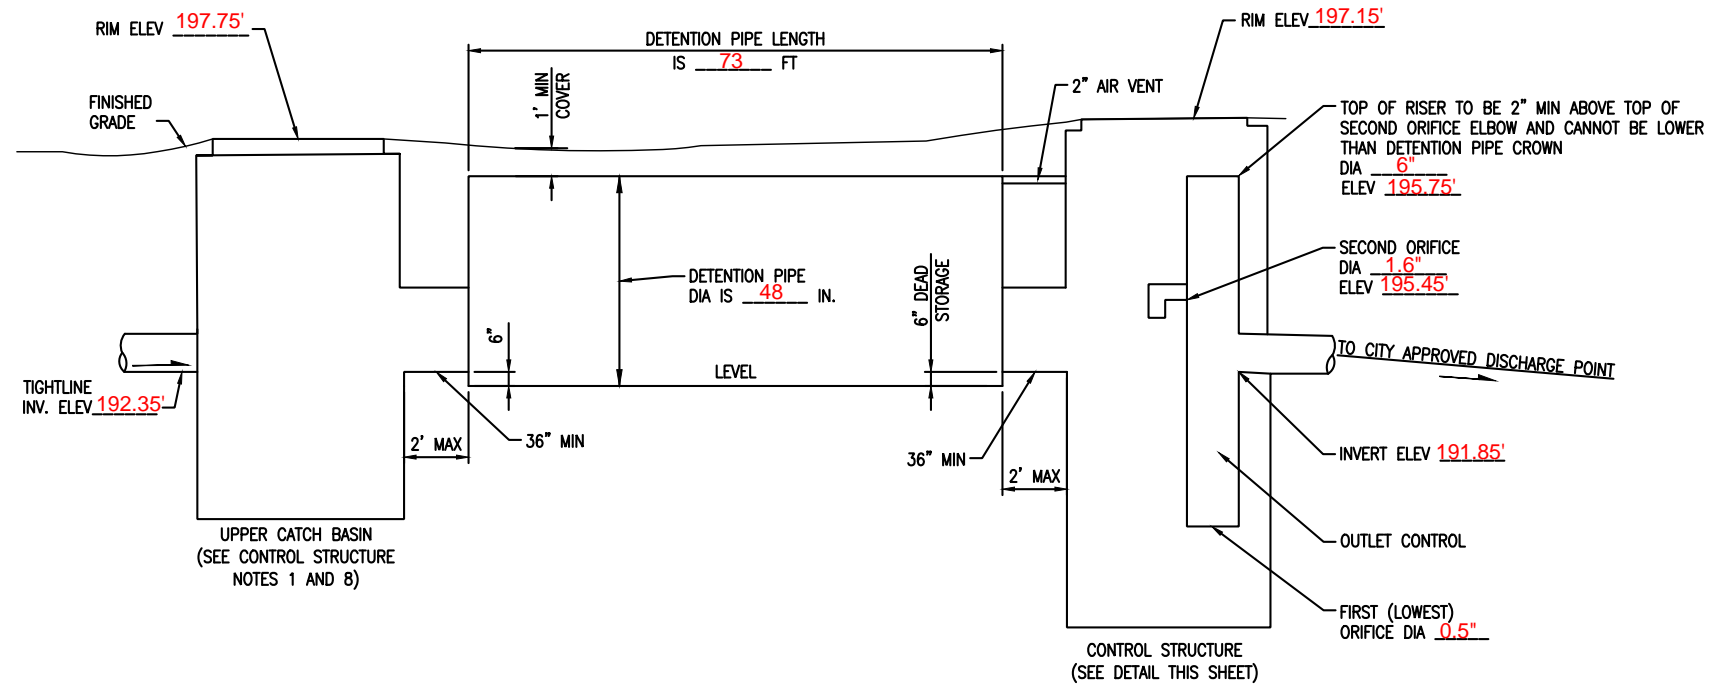 RIM ELEV 197.75'
FINISHED
GRADE
DETENTION PIPE LENGTH
IS 73 FT
1' MIN
COVER
2" AIR VENT
RIM ELEV 197.15'
TOP OF RISER TO BE 2" MIN ABOVE TOP OF
SECOND ORIFICE ELBOW AND CANNOT BE LOWER
THAN DETENTION PIPE CROWN
DIA 6"
ELEV 195.75'
SECOND ORIFICE
DIA 1.6"
ELEV 195.45'
DETENTION PIPE
DIA IS 48 IN.
6" DEAD
STORAGE
6"
LEVEL
TO CITY APPROVED DISCHARGE POINT
TIGHTLINE
INV. ELEV 192.35'
2' MAX
36" MIN
36" MIN
2' MAX
INVERT ELEV 191.85'
OUTLET CONTROL
UPPER CATCH BASIN
(SEE CONTROL STRUCTURE
NOTES 1 AND 8)
FIRST (LOWEST)
ORIFICE DIA 0.5"
CONTROL STRUCTURE
(SEE DETAIL THIS SHEET)